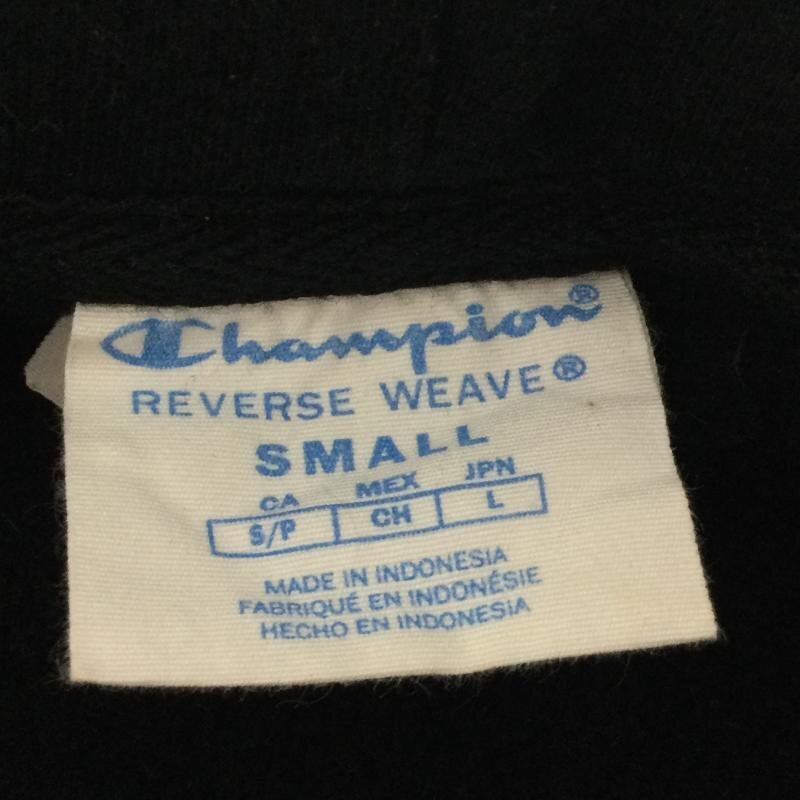 Champion®
REVERSE WEAVE®
SMALL
CA MEX JPN
S/P CH L
MADE IN INDONESIA
FABRIQUÉ EN INDONÉSIE
HECHO EN INDONESIA